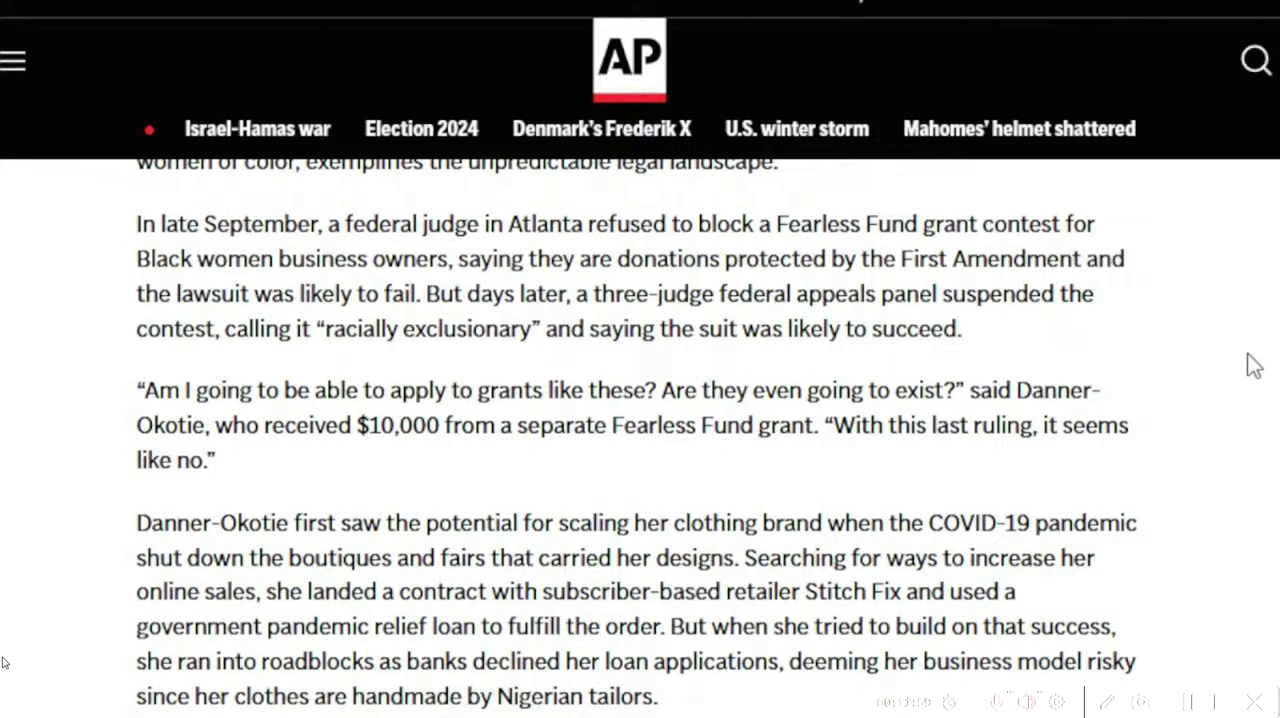 AP
Israel-Hamas war Election 2024 Denmark's Frederik X U.S. winter storm Mahomes' helmet shattered
women of color, exemplifies the unpredictable legal landscape.
In late September, a federal judge in Atlanta refused to block a Fearless Fund grant contest for
Black women business owners, saying they are donations protected by the First Amendment and
the lawsuit was likely to fail. But days later, a three-judge federal appeals panel suspended the
contest, calling it “racially exclusionary” and saying the suit was likely to succeed.
“Am I going to be able to apply to grants like these? Are they even going to exist?” said Danner-
Okotie, who received $10,000 from a separate Fearless Fund grant. “With this last ruling, it seems
like no.”
Danner-Okotie first saw the potential for scaling her clothing brand when the COVID-19 pandemic
shut down the boutiques and fairs that carried her designs. Searching for ways to increase her
online sales, she landed a contract with subscriber-based retailer Stitch Fix and used a
government pandemic relief loan to fulfill the order. But when she tried to build on that success,
she ran into roadblocks as banks declined her loan applications, deeming her business model risky
since her clothes are handmade by Nigerian tailors.